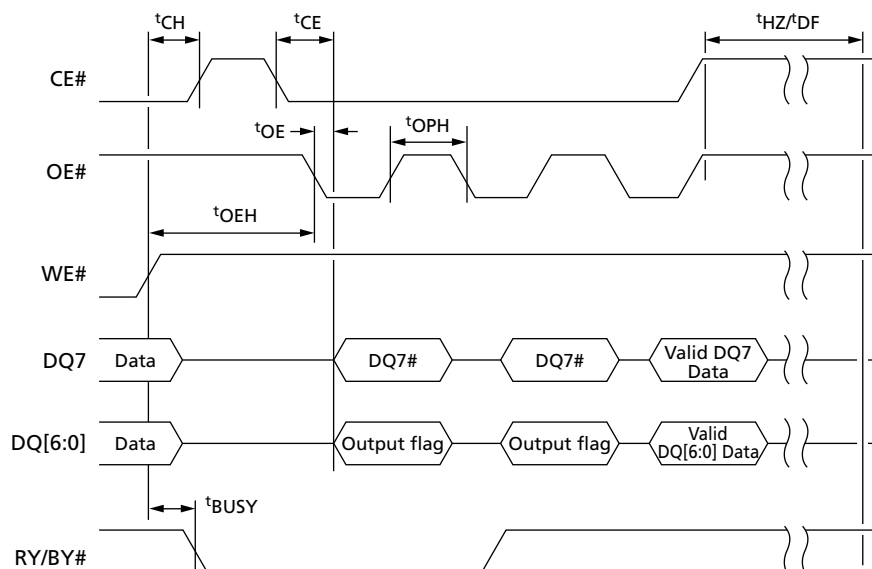 tCH
tCE
tHZ/tDF
CE#
tOE
tOPH
OE#
tOEH
WE#
DQ7
Data
DQ7#
DQ7#
Valid DQ7
Data
DQ[6:0]
Data
Output flag
Output flag
Valid
DQ[6:0] Data
tBUSY
RY/BY#